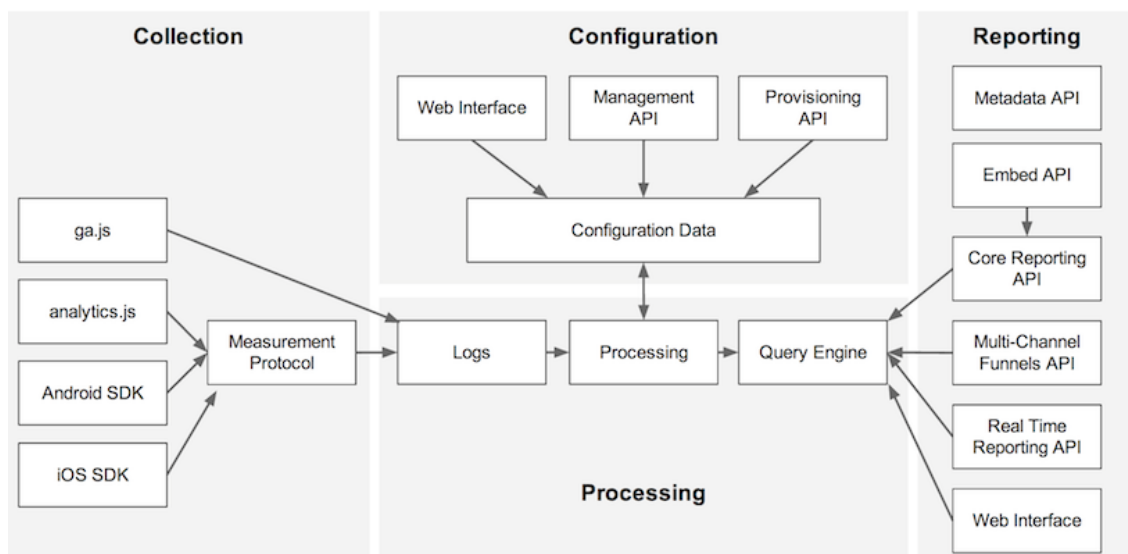 Collection
ga.js
analytics.js
Android SDK
iOS SDK
Measurement
Protocol
Configuration
Web Interface
Management
API
Provisioning
API
Configuration Data
Logs
Processing
Query Engine
Processing
Reporting
Metadata API
Embed API
Core Reporting
API
Multi-Channel
Funnels API
Real Time
Reporting API
Web Interface